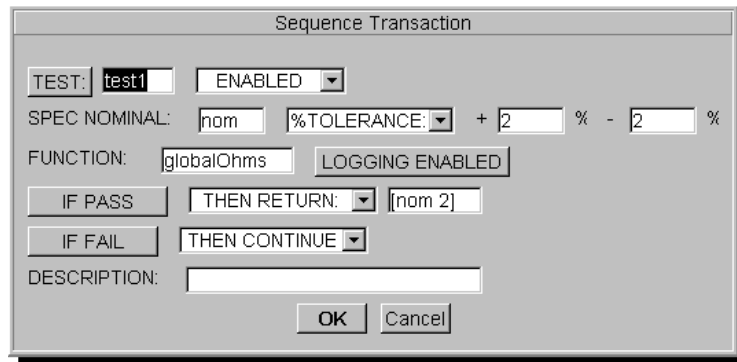 Sequence Transaction
TEST: test1 ENABLED
SPEC NOMINAL: nom %TOLERANCE: + 2 % - 2 %
FUNCTION: globalOhms LOGGING ENABLED
IF PASS THEN RETURN: [nom 2]
IF FAIL THEN CONTINUE
DESCRIPTION:
OK Cancel